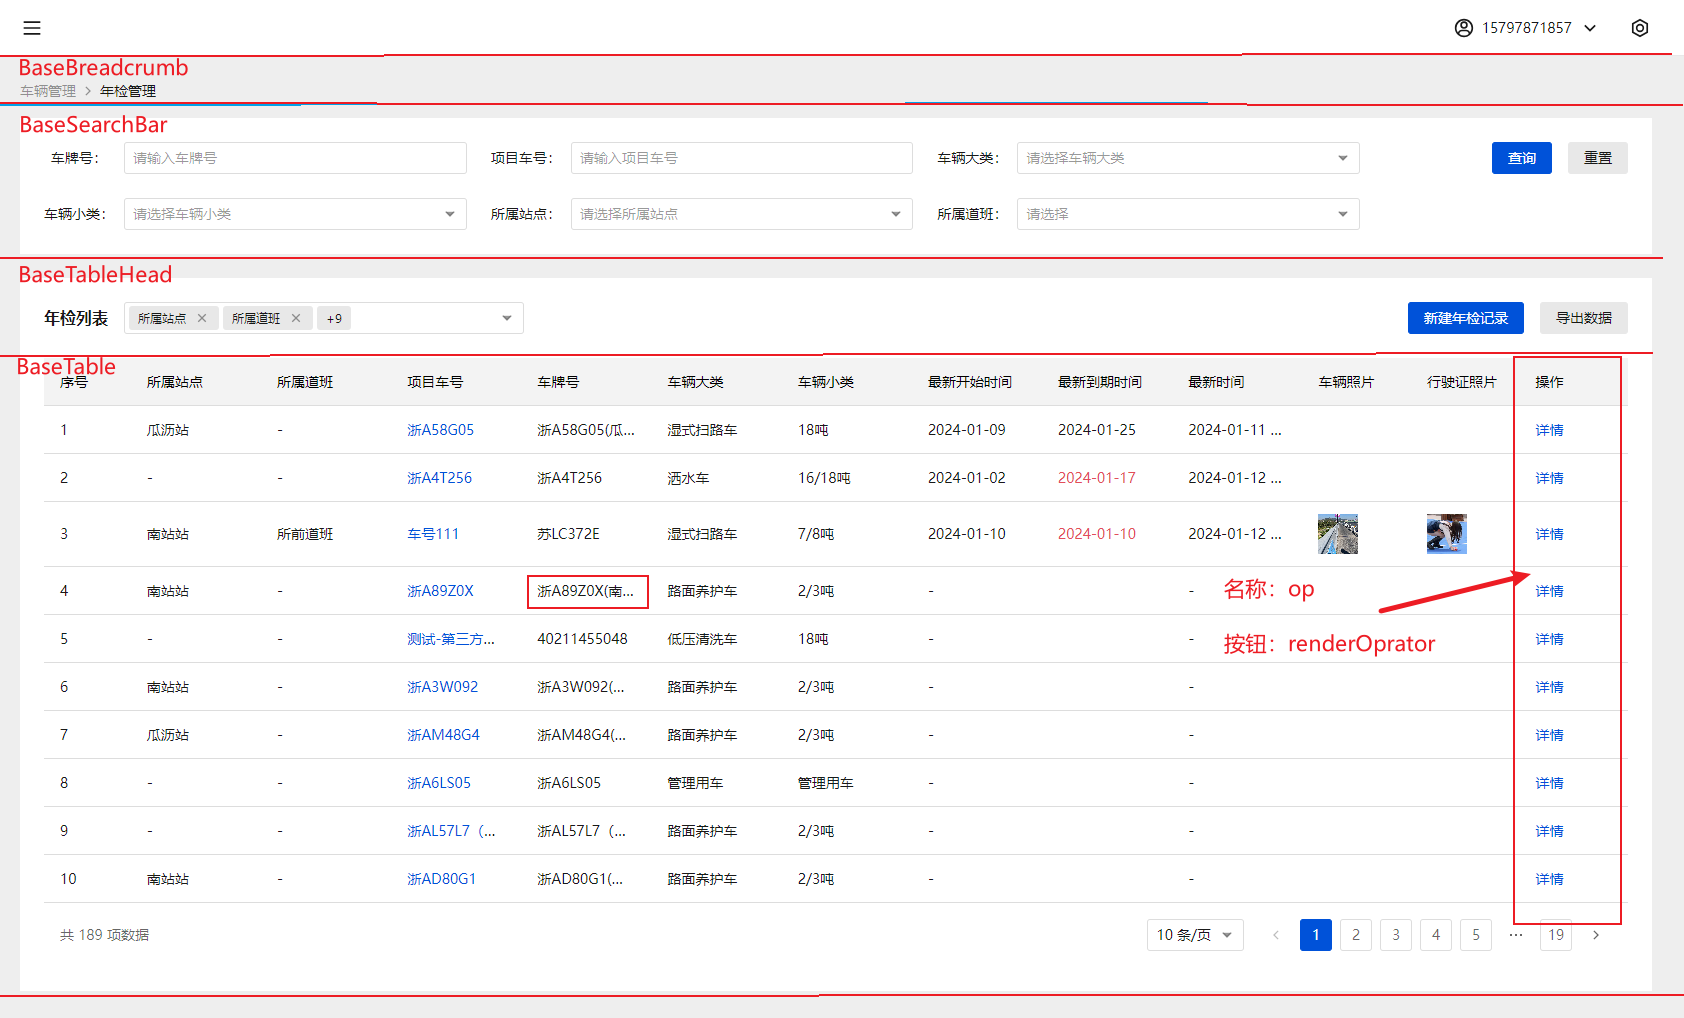 15797871857
BaseBreadcrumb
车辆管理 > 年检管理
BaseSearchBar
车牌号: 请输入车牌号 项目车号: 请输入项目车号 车辆大类: 请选择车辆大类 查询 重置
车辆小类: 请选择车辆小类 所属站点: 请选择所属站点 所属道班: 请选择
BaseTableHead
年检列表 所属站点 × 所属道班 × +9 新建年检记录 导出数据
BaseTable
序号 所属站点 所属道班 项目车号 车牌号 车辆大类 车辆小类 最新开始时间 最新到期时间 最新时间 车辆照片 行驶证照片 操作
1 瓜沥站 - 浙A58G05 浙A58G05(瓜... 湿式扫路车 18吨 2024-01-09 2024-01-25 2024-01-11 ... 详情
2 - - 浙A4T256 浙A4T256 洒水车 16/18吨 2024-01-02 2024-01-17 2024-01-12 ... 详情
3 南站站 所前道班 车号111 苏LC372E 湿式扫路车 7/8吨 2024-01-10 2024-01-10 2024-01-12 ... 详情
4 南站站 - 浙A89Z0X 浙A89Z0X(南... 路面养护车 2/3吨 - - 名称：op 详情
5 - - 测试-第三方... 40211455048 低压清洗车 18吨 - - 详情
按钮：renderOprator
6 南站站 - 浙A3W092 浙A3W092(... 路面养护车 2/3吨 - - 详情
7 瓜沥站 - 浙AM48G4 浙AM48G4(... 路面养护车 2/3吨 - - 详情
8 - - 浙A6LS05 浙A6LS05 管理用车 管理用车 - - 详情
9 - - 浙AL57L7（... 浙AL57L7（... 路面养护车 2/3吨 - - 详情
10 南站站 - 浙AD80G1 浙AD80G1(... 路面养护车 2/3吨 - - 详情
共 189 项数据 10 条/页 < 1 2 3 4 5 ... 19 >